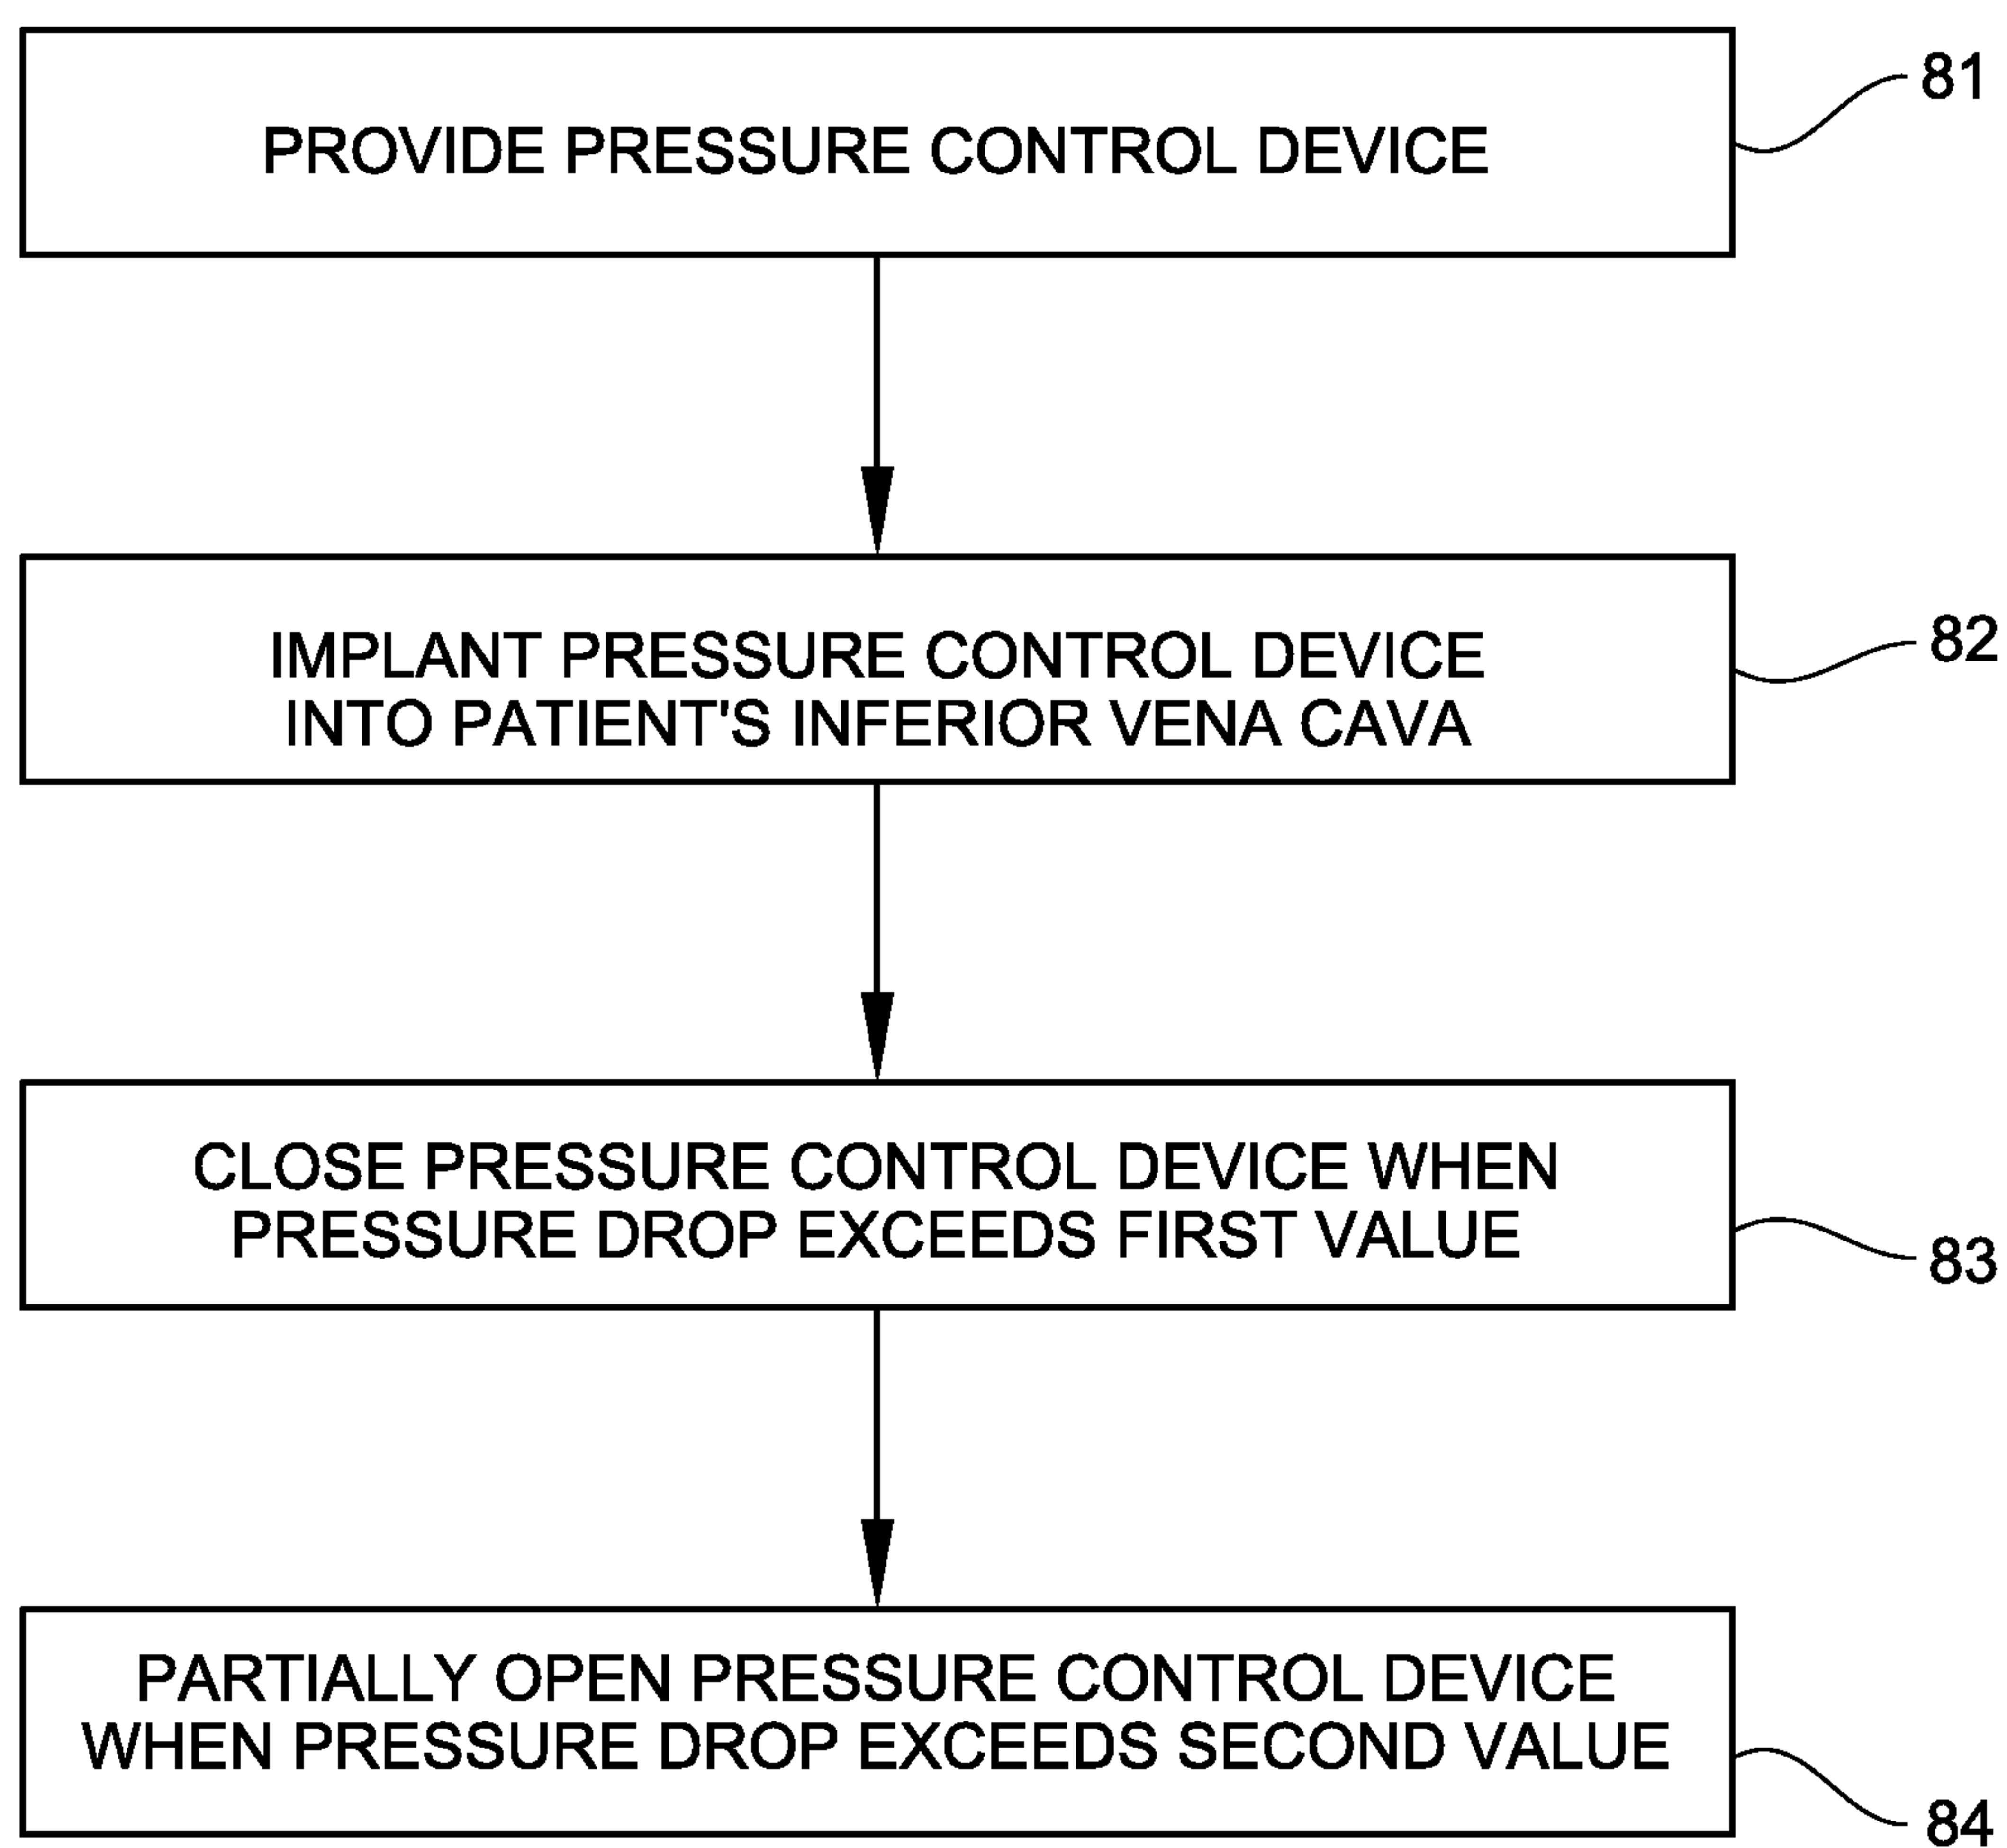 PROVIDE PRESSURE CONTROL DEVICE
81
IMPLANT PRESSURE CONTROL DEVICE
INTO PATIENT'S INFERIOR VENA CAVA
82
CLOSE PRESSURE CONTROL DEVICE WHEN
PRESSURE DROP EXCEEDS FIRST VALUE
83
PARTIALLY OPEN PRESSURE CONTROL DEVICE
WHEN PRESSURE DROP EXCEEDS SECOND VALUE
84